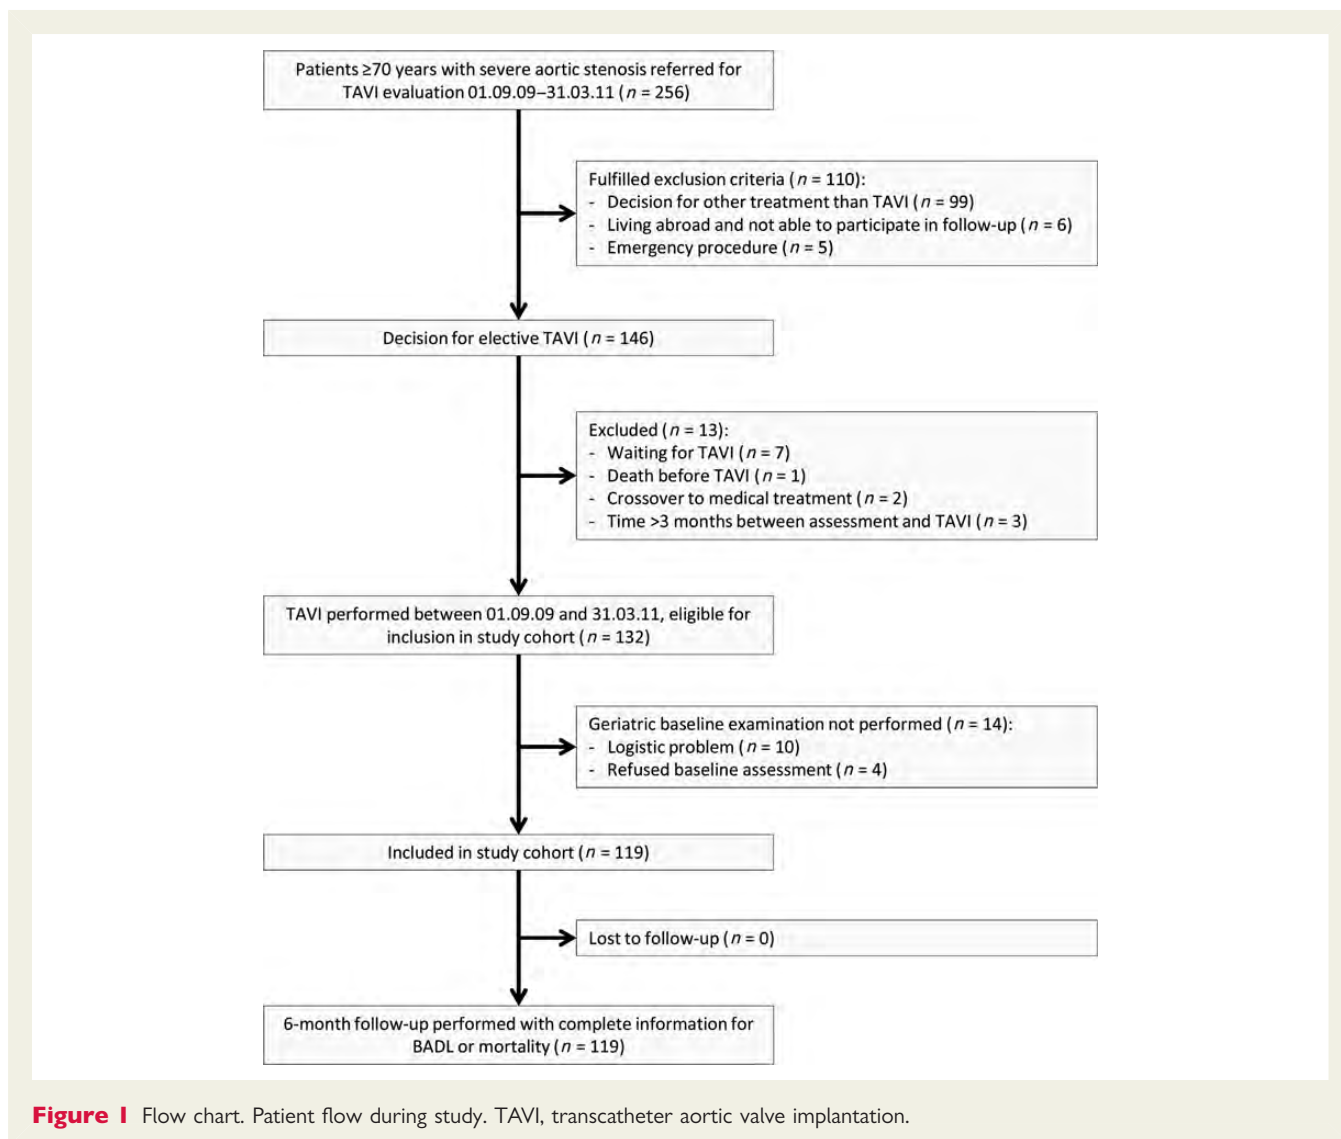 Patients ≥70 years with severe aortic stenosis referred for
TAVI evaluation 01.09.09–31.03.11 (n = 256)
Fulfilled exclusion criteria (n = 110):
- Decision for other treatment than TAVI (n = 99)
- Living abroad and not able to participate in follow-up (n = 6)
- Emergency procedure (n = 5)
Decision for elective TAVI (n = 146)
Excluded (n = 13):
- Waiting for TAVI (n = 7)
- Death before TAVI (n = 1)
- Crossover to medical treatment (n = 2)
- Time >3 months between assessment and TAVI (n = 3)
TAVI performed between 01.09.09 and 31.03.11, eligible for
inclusion in study cohort (n = 132)
Geriatric baseline examination not performed (n = 14):
- Logistic problem (n = 10)
- Refused baseline assessment (n = 4)
Included in study cohort (n = 119)
Lost to follow-up (n = 0)
6-month follow-up performed with complete information for
BADL or mortality (n = 119)
Figure 1 Flow chart. Patient flow during study. TAVI, transcatheter aortic valve implantation.